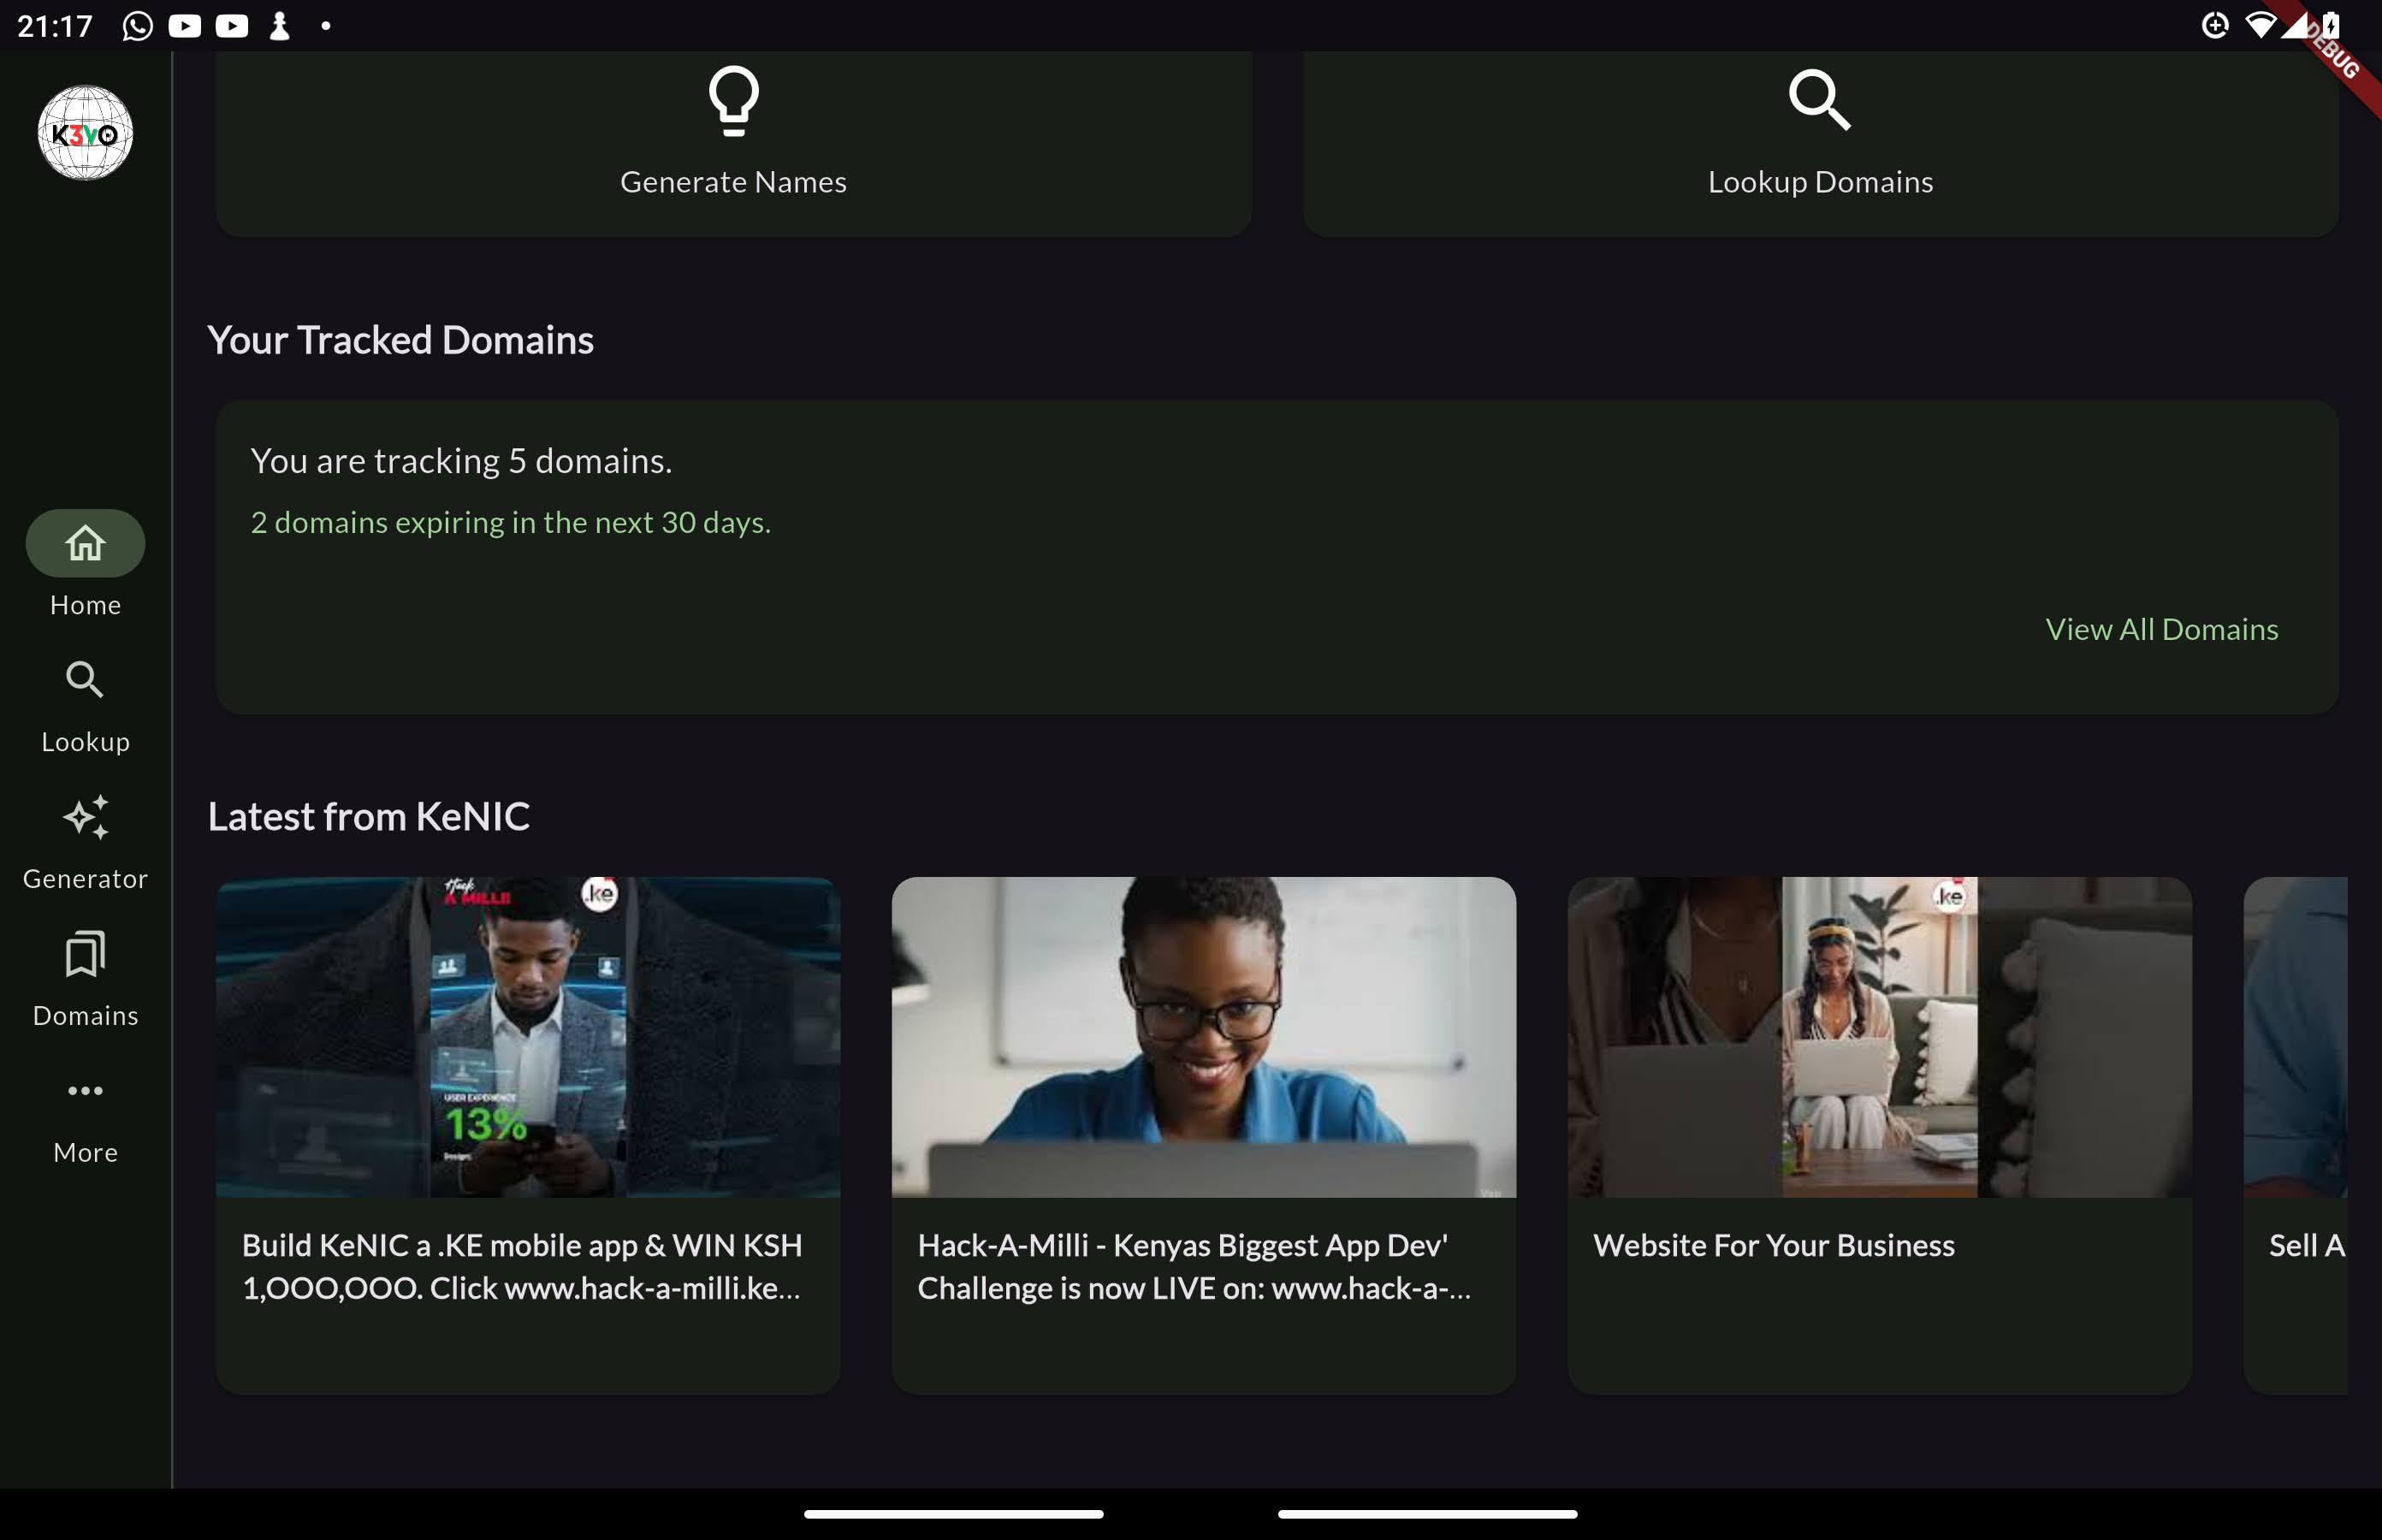 21:17
DEBUG
K3VO
Generate Names
Lookup Domains
Your Tracked Domains
You are tracking 5 domains.
2 domains expiring in the next 30 days.
View All Domains
Home
Lookup
Generator
Domains
More
Latest from KeNIC
Hack
A MILLI!
.ke
USER EXPERIENCE
13%
Design
.ke
Build KeNIC a .KE mobile app & WIN KSH
1,OOO,OOO. Click www.hack-a-milli.ke...
Hack-A-Milli - Kenyas Biggest App Dev'
Challenge is now LIVE on: www.hack-a-...
Website For Your Business
Sell A